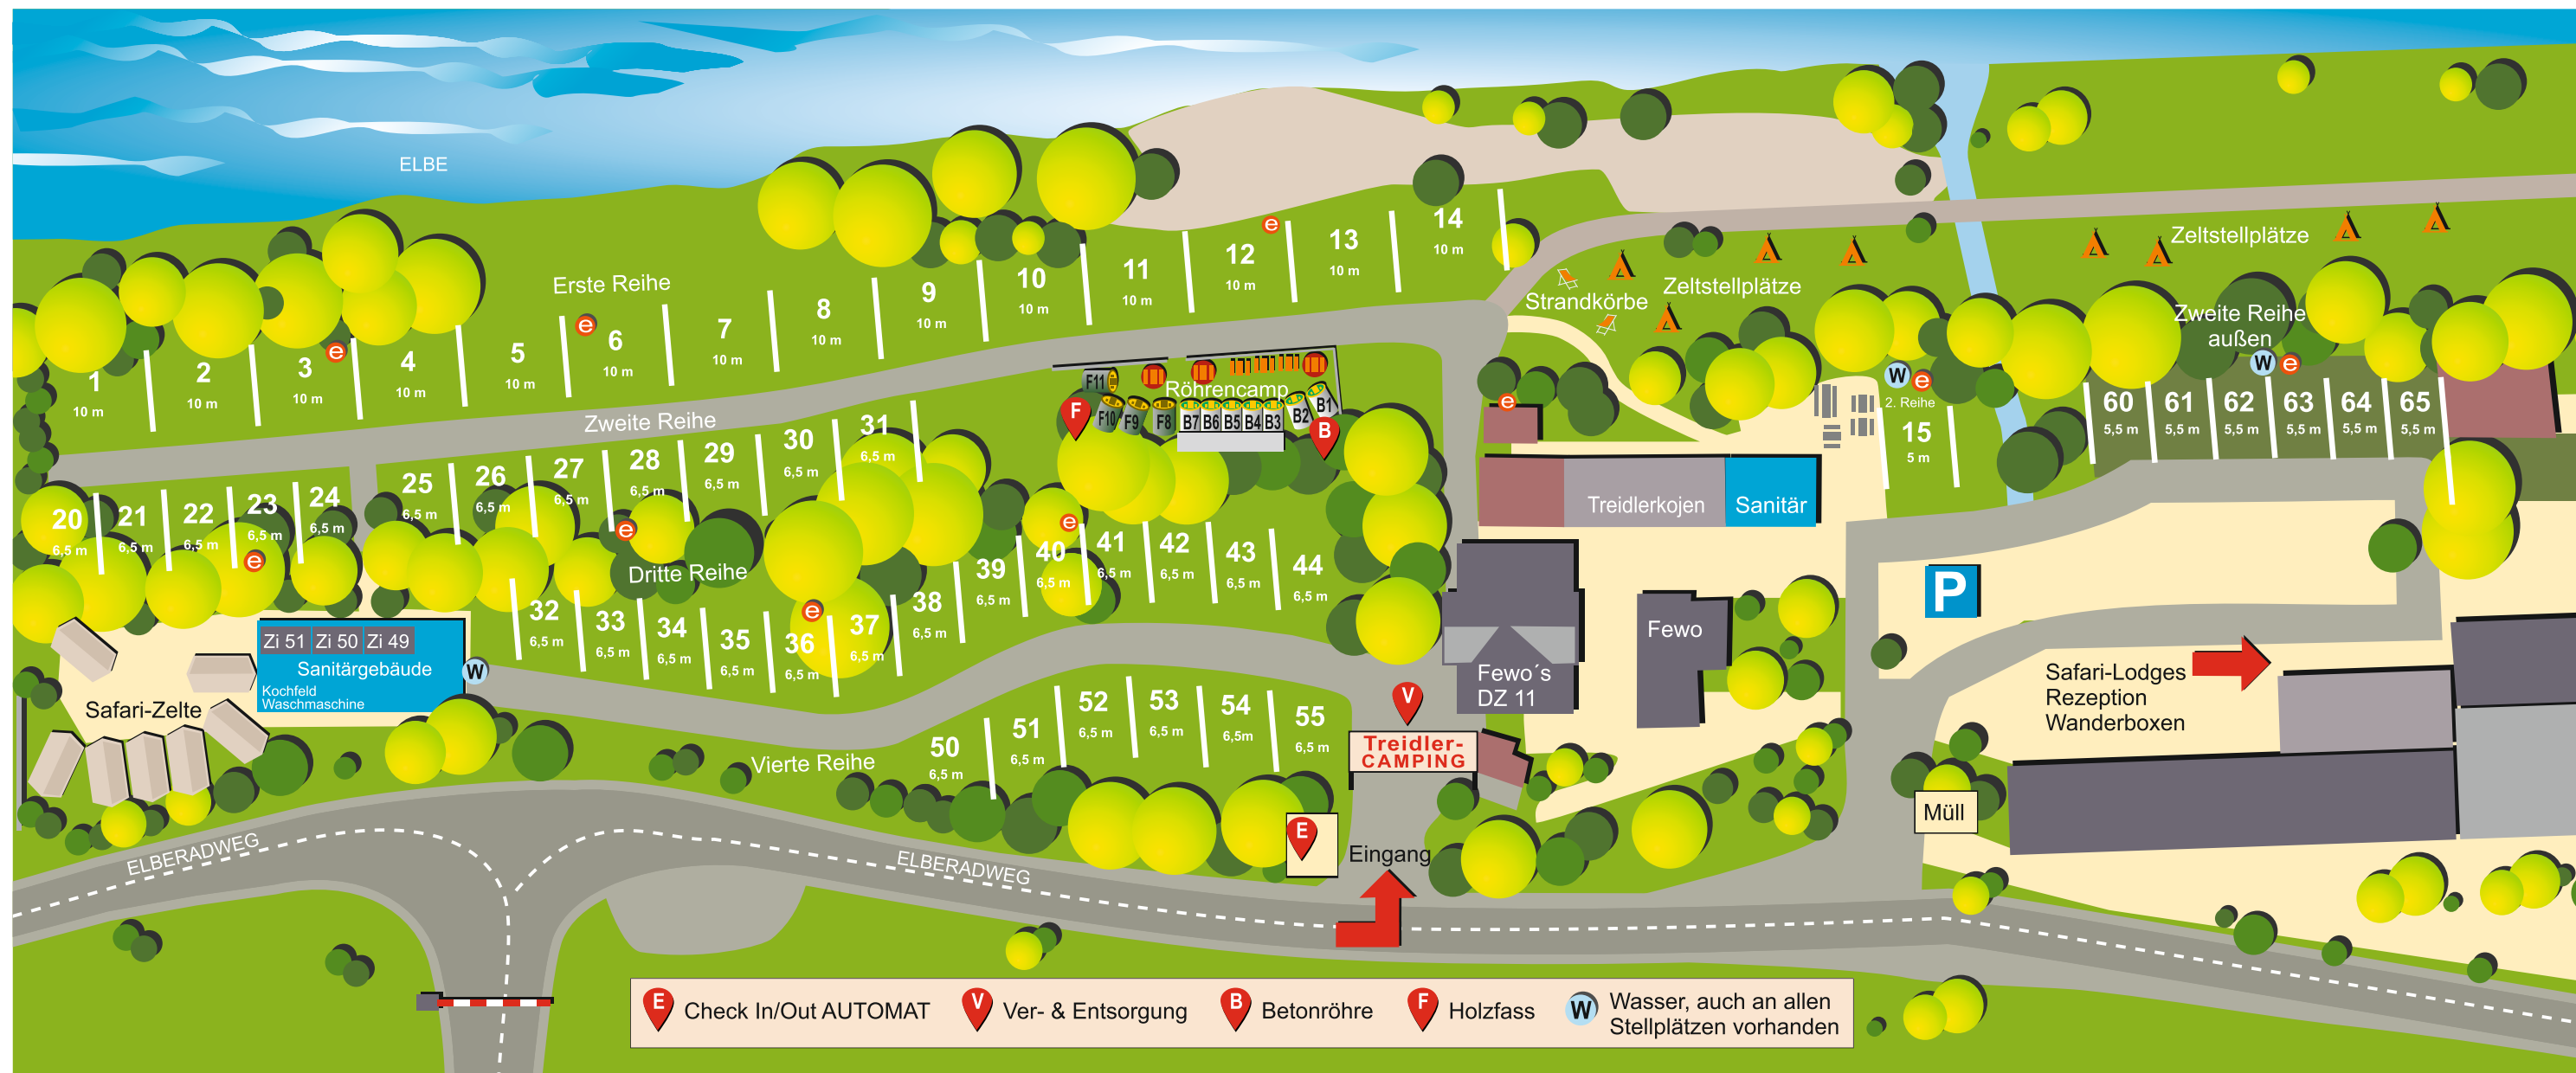 ELBE
Erste Reihe
1
10 m
2
10 m
3
10 m
e
4
10 m
5
10 m
e
6
10 m
7
10 m
8
10 m
9
10 m
10
10 m
11
10 m
12
10 m
e
13
10 m
14
10 m
Zweite Reihe
20
6,5 m
21
6,5 m
22
6,5 m
23
6,5 m
e
24
6,5 m
25
6,5 m
26
6,5 m
27
6,5 m
28
6,5 m
e
29
6,5 m
30
6,5 m
31
6,5 m
F11
Röhrencamp
F
F10
F9
F8
B7
B6
B5
B4
B3
B2
B1
B
Dritte Reihe
32
6,5 m
33
6,5 m
34
6,5 m
35
6,5 m
36
6,5 m
e
37
6,5 m
38
6,5 m
39
6,5 m
e
40
6,5 m
41
6,5 m
42
6,5 m
43
6,5 m
44
6,5 m
Zi 51
Zi 50
Zi 49
Sanitärgebäude
Kochfeld
Waschmaschine
W
Safari-Zelte
Vierte Reihe
50
6,5 m
51
6,5 m
52
6,5 m
53
6,5 m
54
6,5m
55
6,5 m
Strandkörbe
Zeltstellplätze
Zeltstellplätze
Zweite Reihe
außen
W
e
W
e
2. Reihe
15
5 m
60
5,5 m
61
5,5 m
62
5,5 m
63
5,5 m
64
5,5 m
65
5,5 m
e
Treidlerkojen
Sanitär
P
Fewo
Fewo´s
DZ 11
V
Treidler-
CAMPING
Safari-Lodges
Rezeption
Wanderboxen
Müll
E
Eingang
ELBERADWEG
ELBERADWEG
E Check In/Out AUTOMAT
V Ver- & Entsorgung
B Betonröhre
F Holzfass
W Wasser, auch an allen
Stellplätzen vorhanden